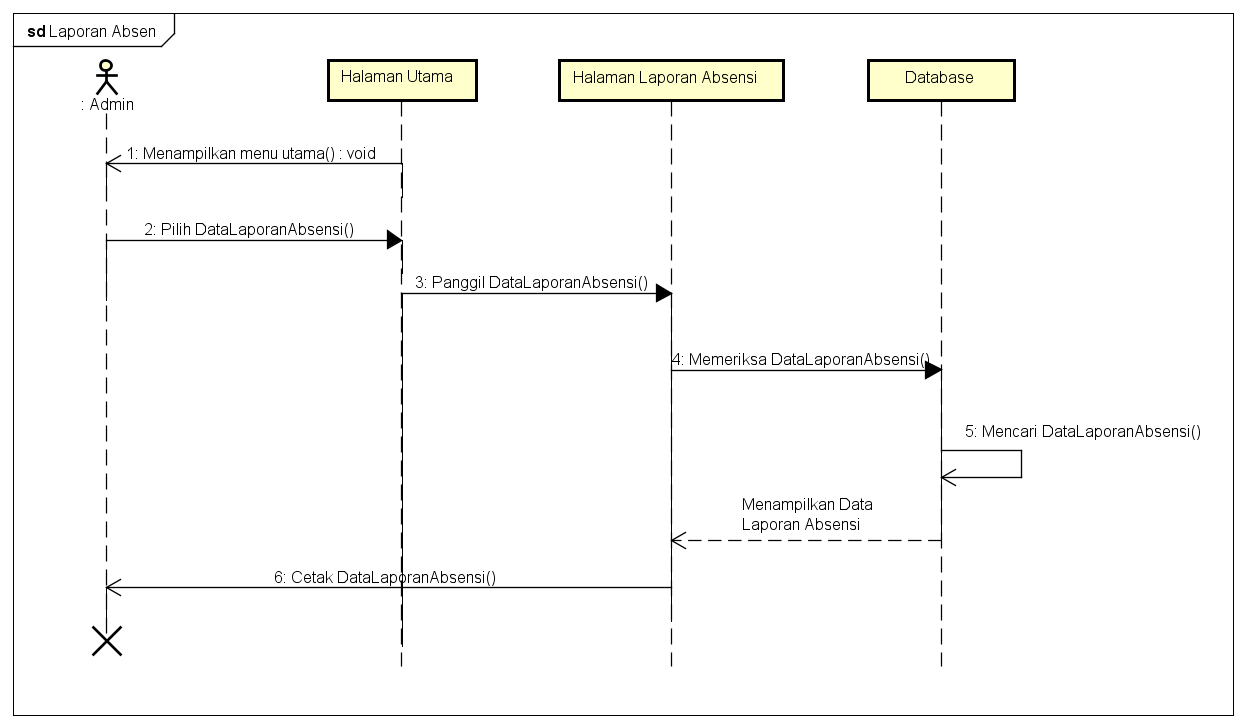 sd Laporan Absen
: Admin
Halaman Utama
Halaman Laporan Absensi
Database
1: Menampilkan menu utama() : void
2: Pilih DataLaporanAbsensi()
3: Panggil DataLaporanAbsensi()
4: Memeriksa DataLaporanAbsensi()
5: Mencari DataLaporanAbsensi()
Menampilkan Data
Laporan Absensi
6: Cetak DataLaporanAbsensi()